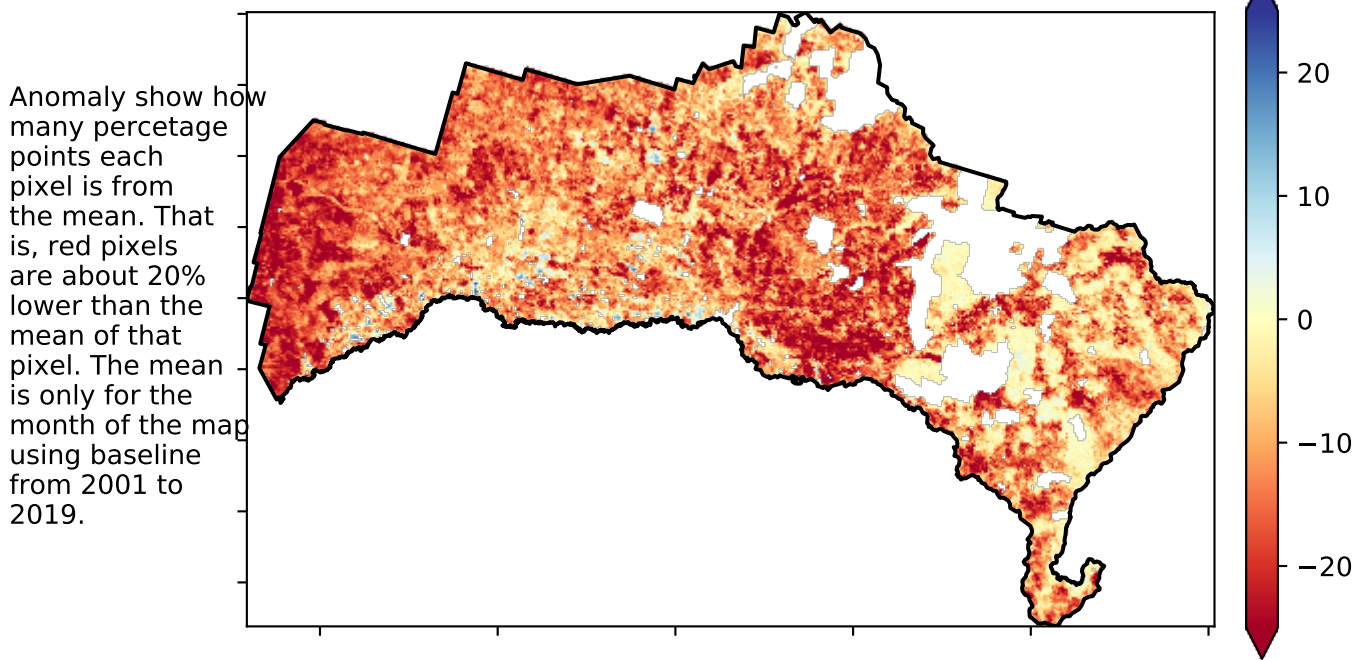 Anomaly show how
many percetage
points each
pixel is from
the mean. That
is, red pixels
are about 20%
lower than the
mean of that
pixel. The mean
is only for the
month of the map
using baseline
from 2001 to
2019.
20
10
0
−10
−20